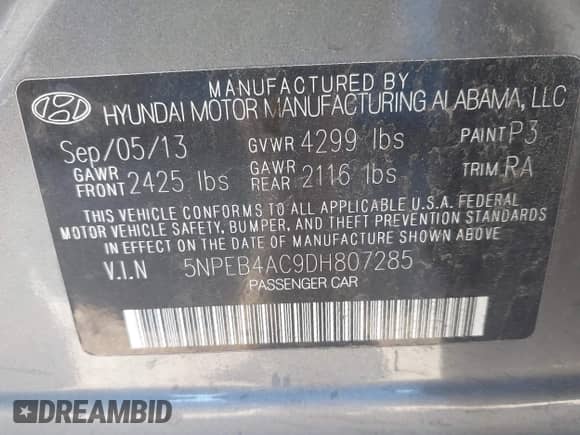 MANUFACTURED BY
HYUNDAI MOTOR MANUFACTURING ALABAMA, LLC
Sep/05/13 GVWR 4299 lbs PAINT P3
GAWR FRONT 2425 lbs GAWR REAR 2116 lbs TRIM RA
THIS VEHICLE CONFORMS TO ALL APPLICABLE U.S.A. FEDERAL
MOTOR VEHICLE SAFETY, BUMPER, AND THEFT PREVENTION STANDARDS
IN EFFECT ON THE DATE OF MANUFACTURE SHOWN ABOVE.
V.I.N 5NPEB4AC9DH807285
PASSENGER CAR
DREAMBID